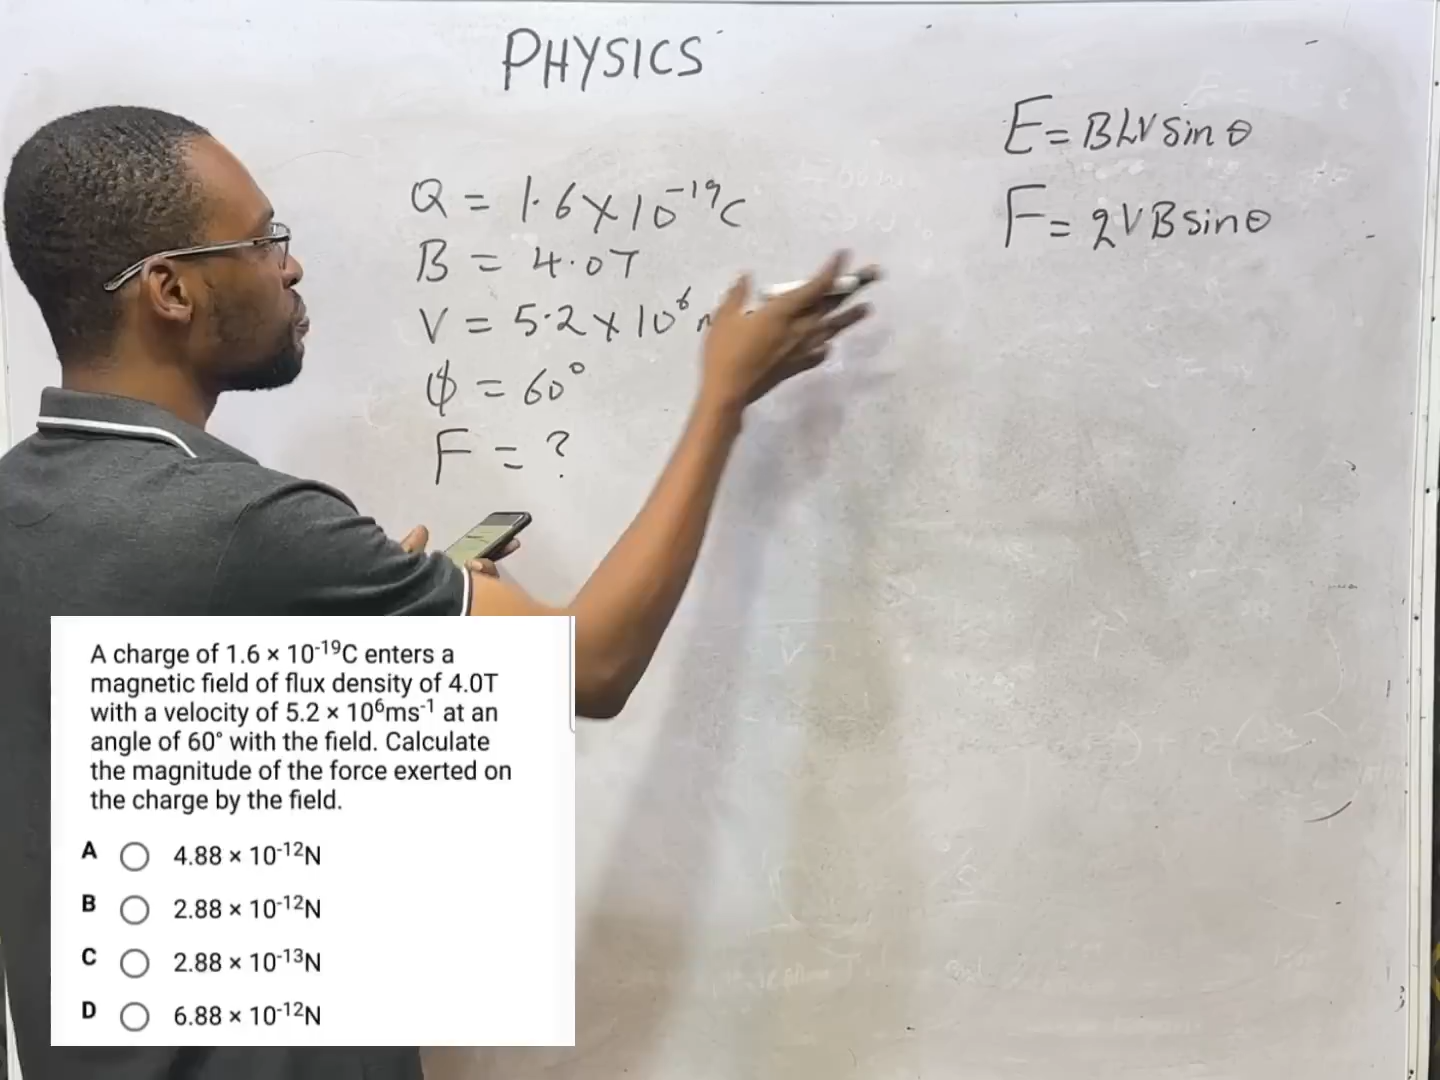 PHYSICS
Q = 1.6 × 10⁻¹⁹C
B = 4.0T
V = 5.2 × 10⁶
ϕ = 60°
F = ?
E = BLV sin θ
F = qVB sin θ
A charge of 1.6 × 10⁻¹⁹C enters a
magnetic field of flux density of 4.0T
with a velocity of 5.2 × 10⁶ms⁻¹ at an
angle of 60° with the field. Calculate
the magnitude of the force exerted on
the charge by the field.
A 4.88 × 10⁻¹²N
B 2.88 × 10⁻¹²N
C 2.88 × 10⁻¹³N
D 6.88 × 10⁻¹²N